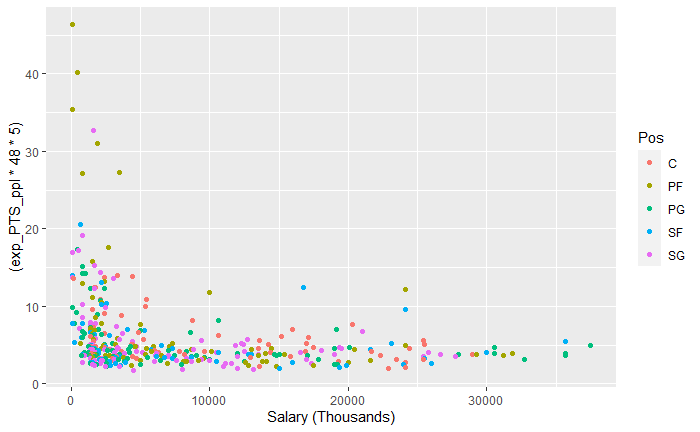 40
30
20
10
0
(exp_PTS_ppl * 48 * 5)
0
10000
20000
30000
Salary (Thousands)
Pos
C
PF
PG
SF
SG